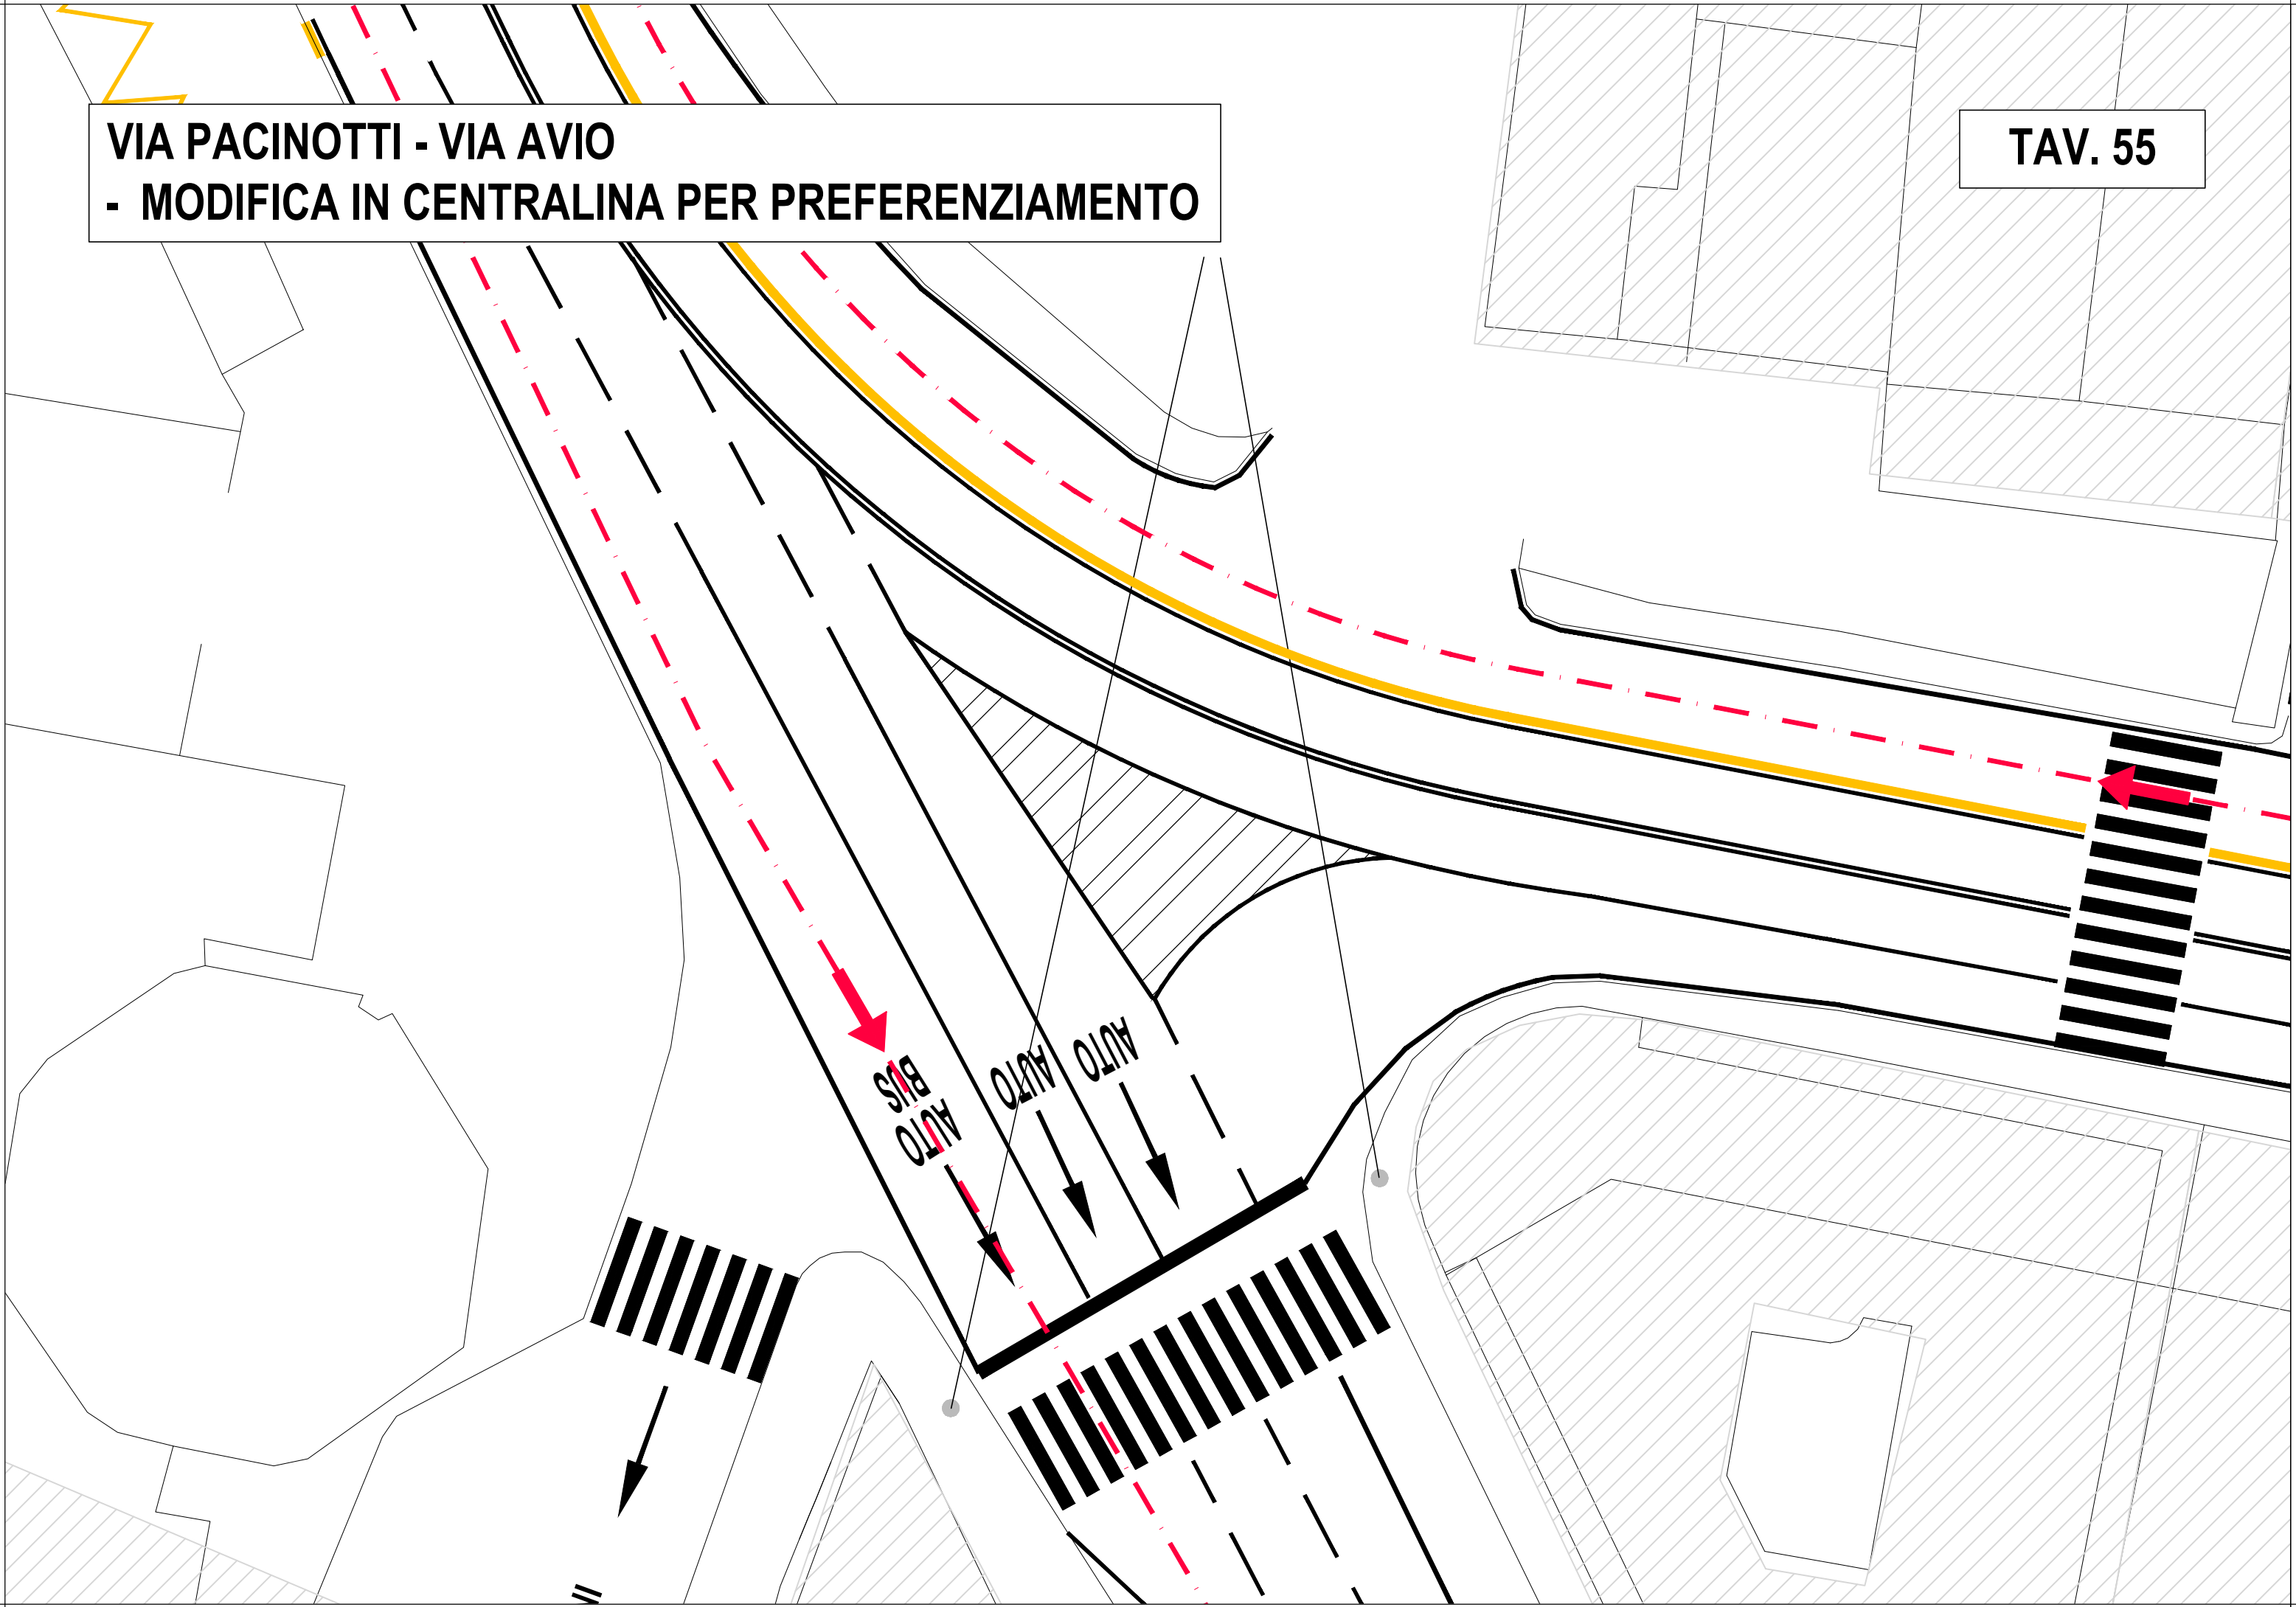 VIA PACINOTTI - VIA AVIO
- MODIFICA IN CENTRALINA PER PREFERENZIAMENTO
TAV. 55
BUS
AUTO
AUTO
AUTO